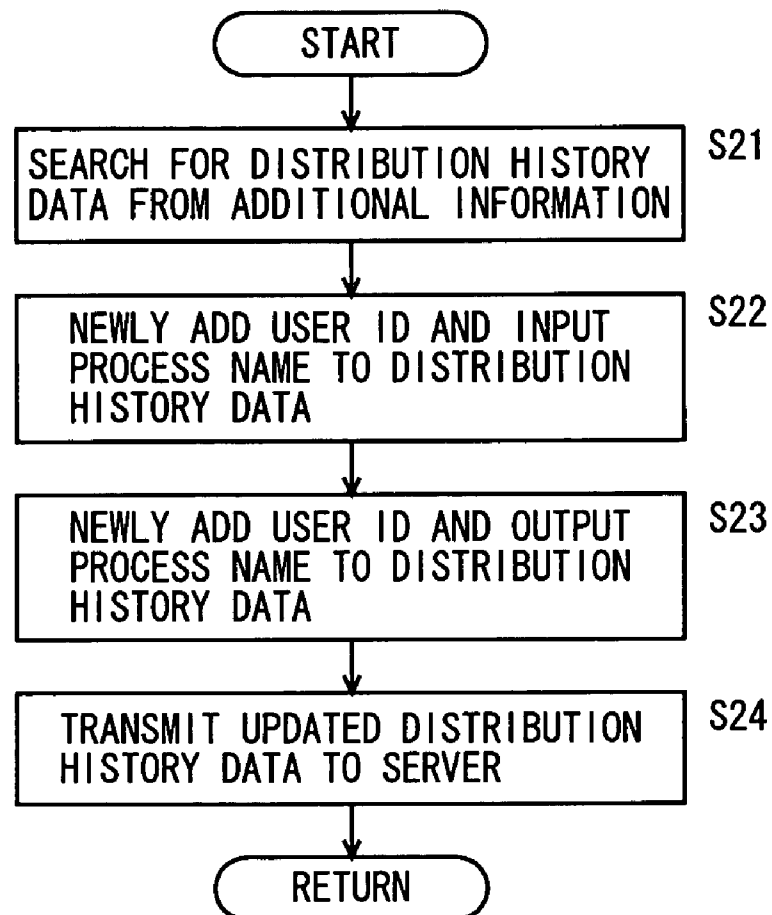 START
S21
SEARCH FOR DISTRIBUTION HISTORY
DATA FROM ADDITIONAL INFORMATION
S22
NEWLY ADD USER ID AND INPUT
PROCESS NAME TO DISTRIBUTION
HISTORY DATA
S23
NEWLY ADD USER ID AND OUTPUT
PROCESS NAME TO DISTRIBUTION
HISTORY DATA
S24
TRANSMIT UPDATED DISTRIBUTION
HISTORY DATA TO SERVER
RETURN